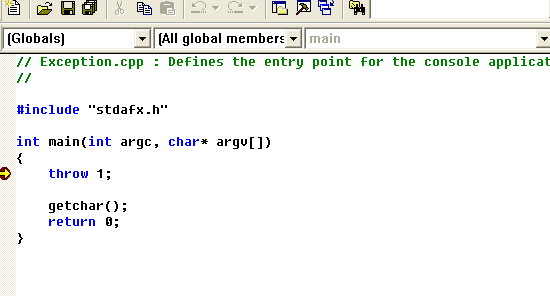 (Globals) (All global members main
// Exception.cpp : Defines the entry point for the console applicat
//
#include "stdafx.h"
int main(int argc, char* argv[])
{
throw 1;
getchar();
return 0;
}